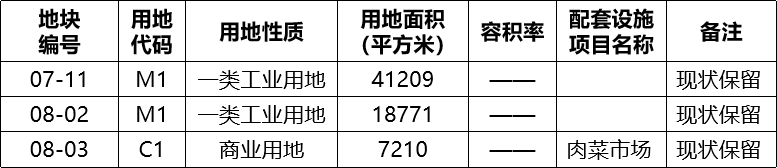 地块编号 用地代码 用地性质 用地面积（平方米） 容积率 配套设施项目名称 备注
07-11 M1 一类工业用地 41209 —— 现状保留
08-02 M1 一类工业用地 18771 —— 现状保留
08-03 C1 商业用地 7210 —— 肉菜市场 现状保留